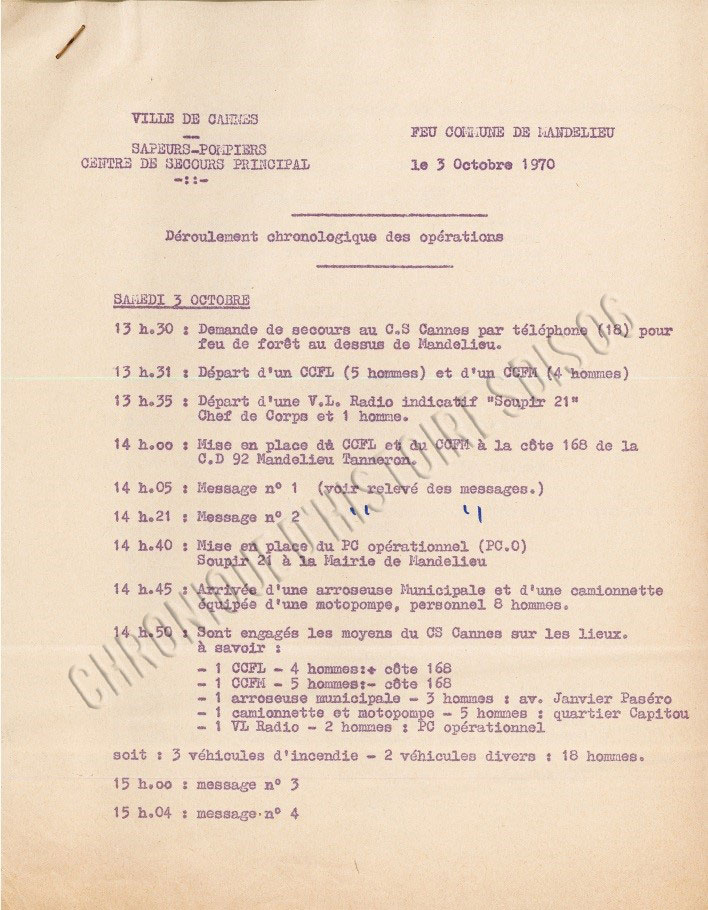 VILLE DE CANNES
SAPEURS-POMPIERS
CENTRE DE SECOURS PRINCIPAL
-::-
FEU COMMUNE DE MANDELIEU
le 3 Octobre 1970
Déroulement chronologique des opérations
SAMEDI 3 OCTOBRE
13 h.30 : Demande de secours au C.S Cannes par téléphone (18) pour
feu de forêt au dessus de Mandelieu.
13 h.31 : Départ d'un CCFL (5 hommes) et d'un CCFM (4 hommes)
13 h.35 : Départ d'une V.L. Radio indicatif "Soupir 21"
Chef de Corps et 1 homme.
14 h.oo : Mise en place du CCFL et du CCFM à la côte 168 de la
C.D 92 Mandelieu Tanneron.
14 h.05 : Message n° 1 (voir relevé des messages.)
14 h.21 : Message n° 2 " "
14 h.40 : Mise en place du PC opérationnel (PC.O)
Soupir 21 à la Mairie de Mandelieu
14 h.45 : Arrivée d'une arroseuse Municipale et d'une camionnette
équipée d'une motopompe, personnel 8 hommes.
14 h.50 : Sont engagés les moyens du CS Cannes sur les lieux.
à savoir :
- 1 CCFL - 4 hommes:+ côte 168
- 1 CCFM - 5 hommes:- côte 168
- 1 arroseuse municipale - 3 hommes : av. Janvier Paséro
- 1 camionnette et motopompe - 5 hommes : quartier Capitou
- 1 VL Radio - 2 hommes : PC opérationnel
soit : 3 véhicules d'incendie - 2 véhicules divers : 18 hommes.
15 h.oo : message n° 3
15 h.04 : message n° 4
CHRONIQUE D'HISTOIRE SDIS06